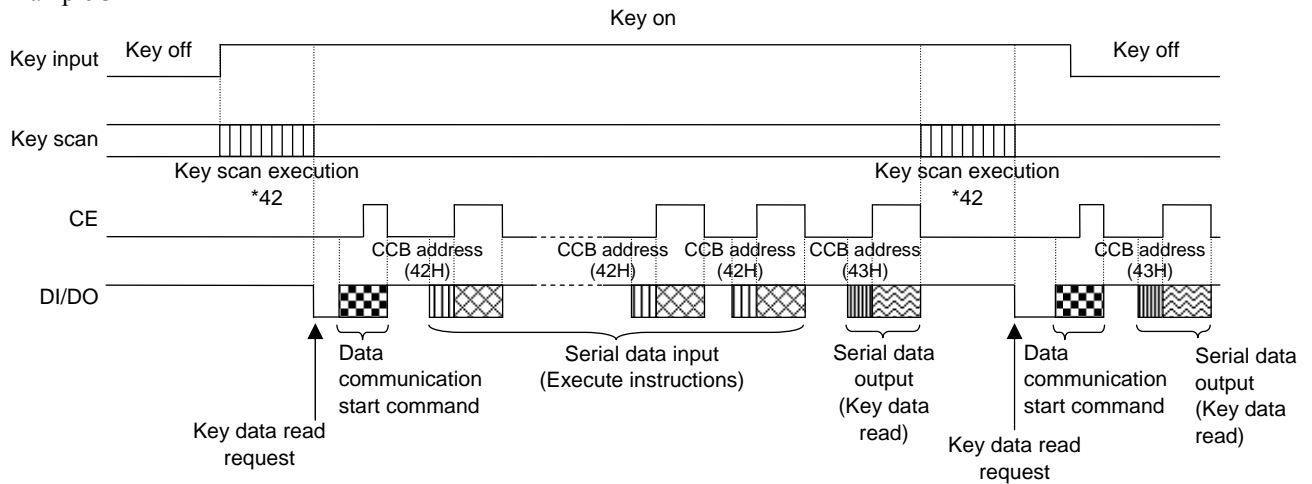 Key on
Key input
Key off
Key off
Key scan
Key scan execution
*42
Key scan execution
*42
CE
CCB address
(42H)
CCB address
(42H)
CCB address
(42H)
CCB address
(43H)
CCB address
(43H)
DI/DO
Data
communication
start command
Serial data input
(Execute instructions)
Serial data
output
(Key data
read)
Data
communication
start command
Serial data
output
(Key data
read)
Key data read
request
Key data read
request